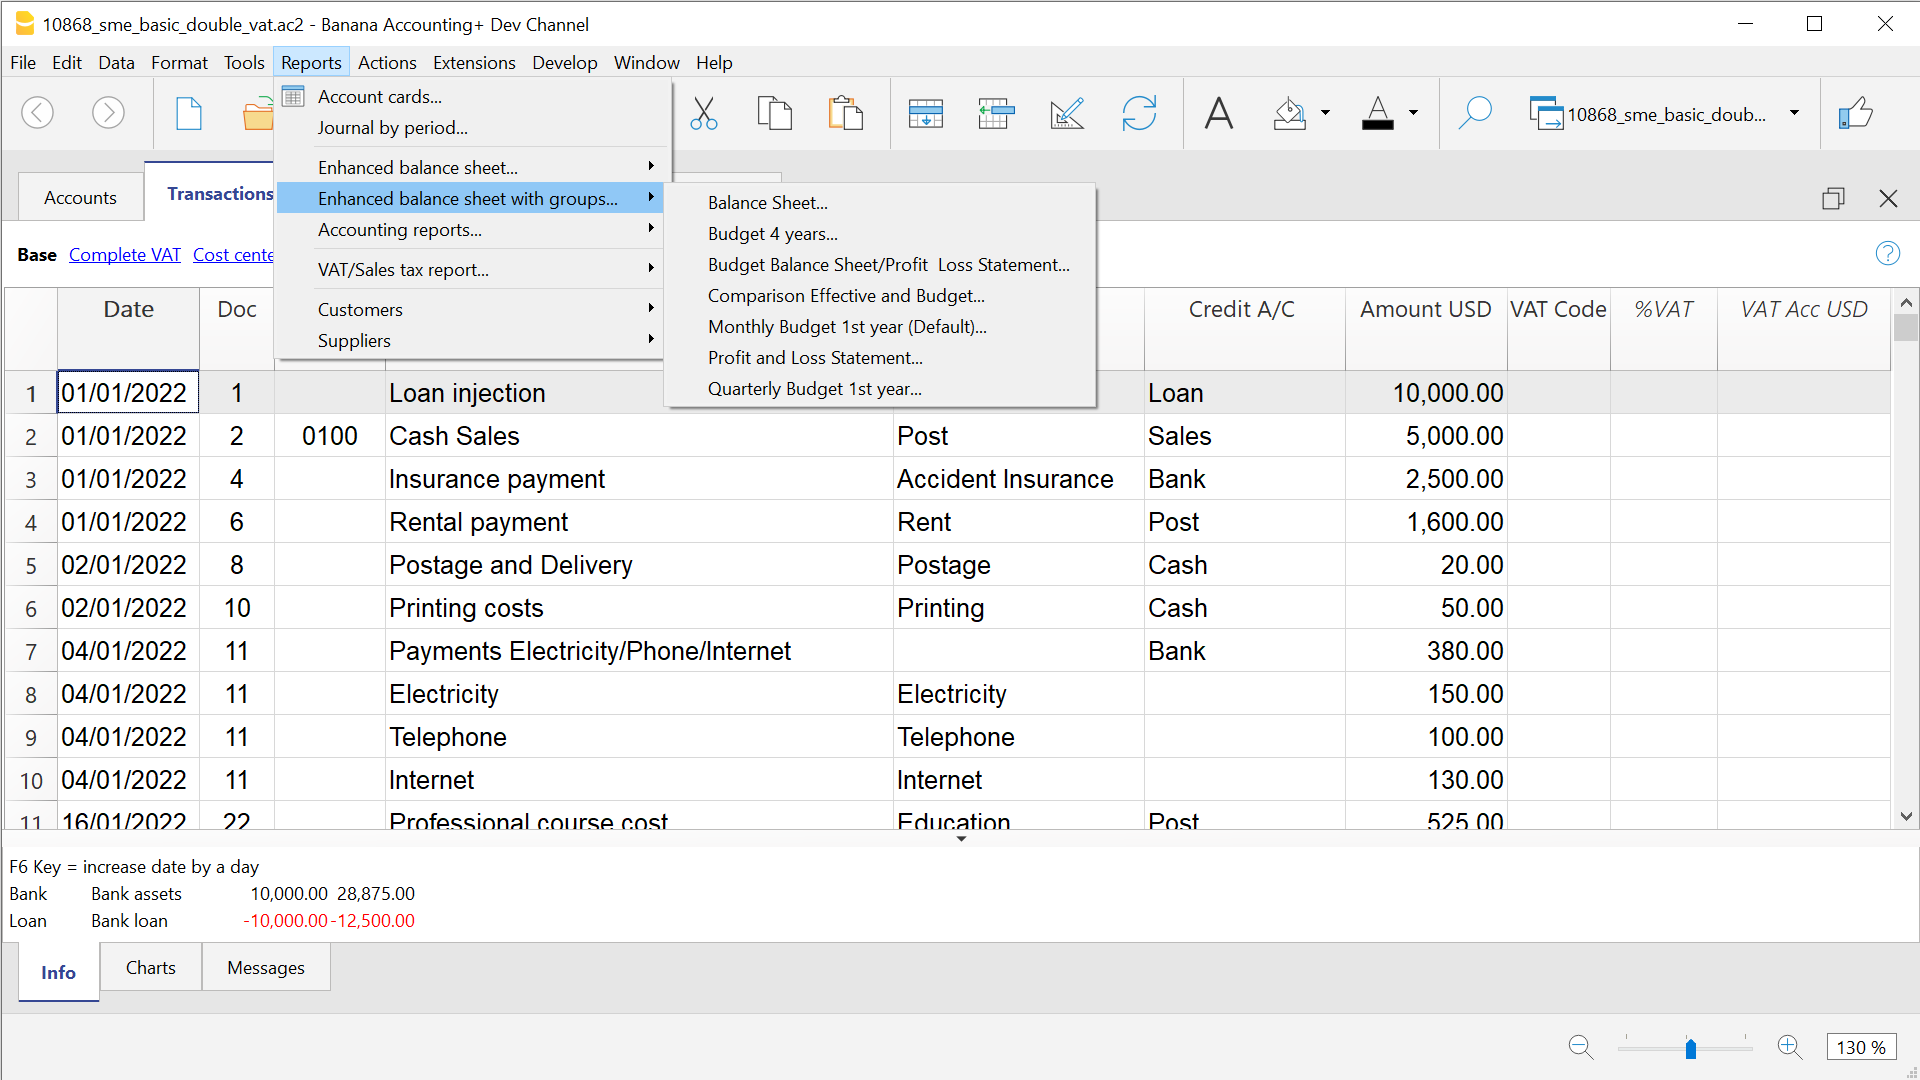 10868_sme_basic_double_vat.ac2 - Banana Accounting+ Dev Channel
File Edit Data Format Tools Reports Actions Extensions Develop Window Help
10868_sme_basic_doub...
Account cards...
Journal by period...
Enhanced balance sheet...
Enhanced balance sheet with groups...
Accounting reports...
VAT/Sales tax report...
Customers
Suppliers
Balance Sheet...
Budget 4 years...
Budget Balance Sheet/Profit  Loss Statement...
Comparison Effective and Budget...
Monthly Budget 1st year (Default)...
Profit and Loss Statement...
Quarterly Budget 1st year...
Accounts Transactions
Base Complete VAT Cost cente
Date Doc Credit A/C Amount USD VAT Code %VAT VAT Acc USD
1 01/01/2022 1 Loan injection Loan 10,000.00
2 01/01/2022 2 0100 Cash Sales Post Sales 5,000.00
3 01/01/2022 4 Insurance payment Accident Insurance Bank 2,500.00
4 01/01/2022 6 Rental payment Rent Post 1,600.00
5 02/01/2022 8 Postage and Delivery Postage Cash 20.00
6 02/01/2022 10 Printing costs Printing Cash 50.00
7 04/01/2022 11 Payments Electricity/Phone/Internet Bank 380.00
8 04/01/2022 11 Electricity Electricity 150.00
9 04/01/2022 11 Telephone Telephone 100.00
10 04/01/2022 11 Internet Internet 130.00
11 16/01/2022 22 Professional course cost Education Post 525.00
F6 Key = increase date by a day
Bank Bank assets 10,000.00 28,875.00
Loan Bank loan -10,000.00 -12,500.00
Info Charts Messages
130 %